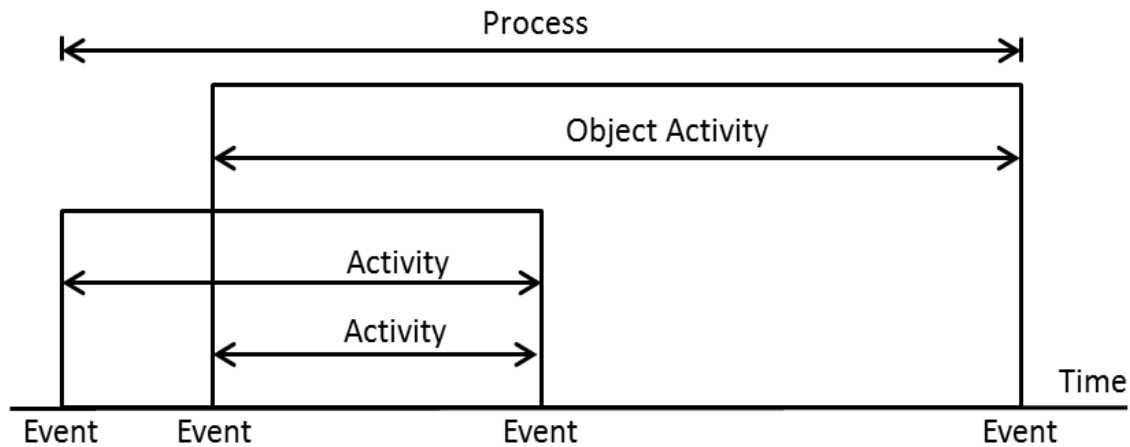 Process
Object Activity
Activity
Activity
Time
Event Event Event Event